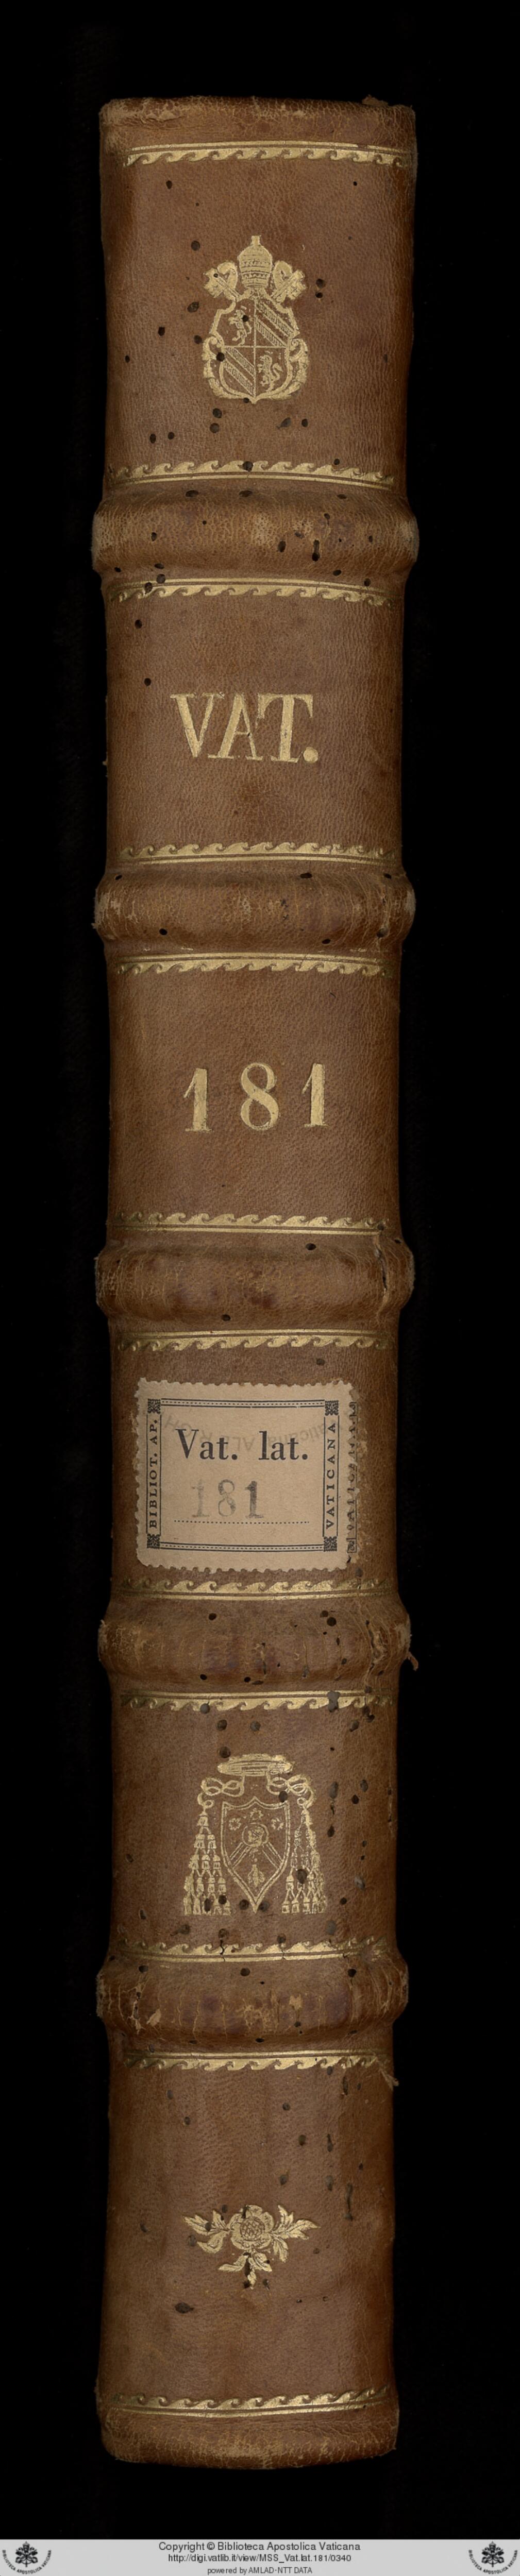 VAT.
181
BIBLIOT. AP.
Vat. lat.
181
VATICANA
Copyright © Biblioteca Apostolica Vaticana
http://digi.vatlib.it/view/MSS_Vat.lat.181/0340
powered by AMLAD-NTT DATA